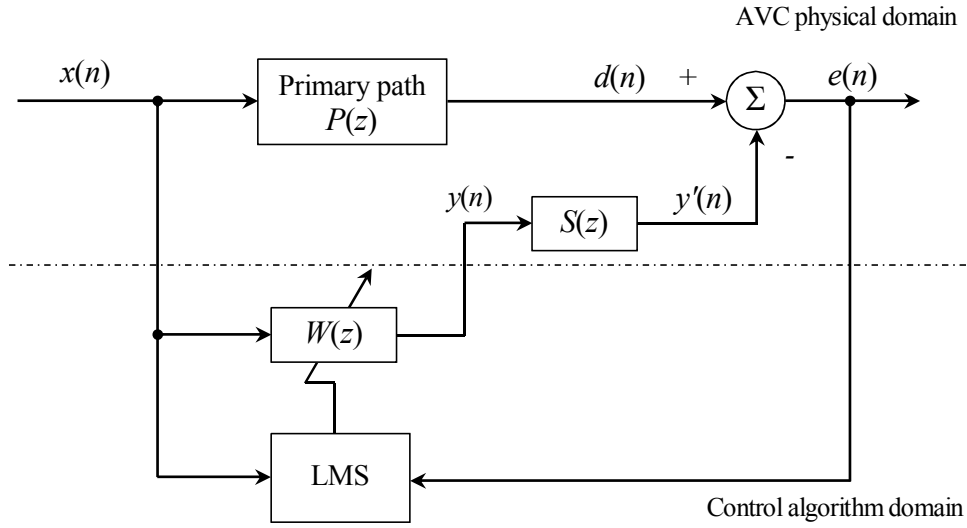 AVC physical domain
x(n)
Primary path
P(z)
d(n)
+
Σ
e(n)
-
y(n)
S(z)
y'(n)
W(z)
LMS
Control algorithm domain